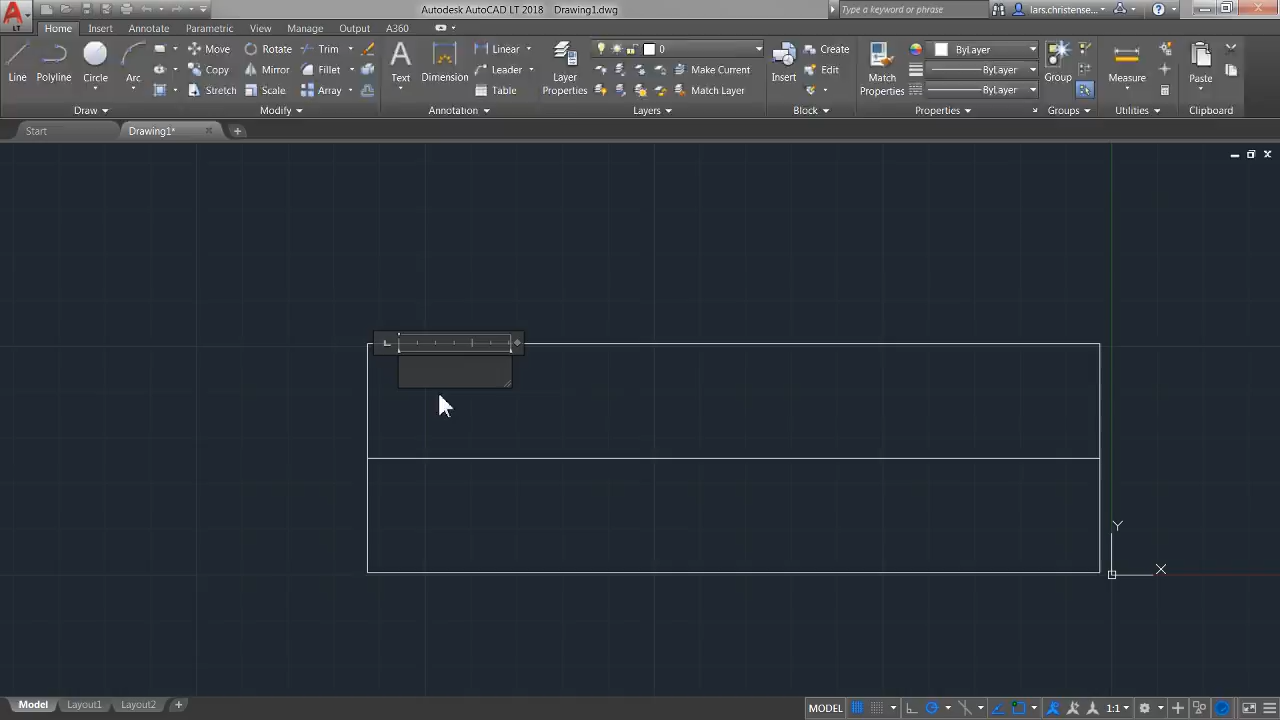 Autodesk AutoCAD LT 2018 Drawing1.dwg
Type a keyword or phrase
lars.christense...
LT
Home Insert Annotate Parametric View Manage Output A360
Line Polyline Circle Arc
Move Rotate Trim
Copy Mirror Fillet
Stretch Scale Array
Text Dimension
Linear
Leader
Table
Layer Properties
0
Make Current
Match Layer
Insert
Create
Edit
Match Properties
ByLayer
ByLayer
ByLayer
Group
Measure
Paste
Draw Modify Annotation Layers Block Properties Groups Utilities Clipboard
Start Drawing1*
Y
X
Model Layout1 Layout2
MODEL 1:1